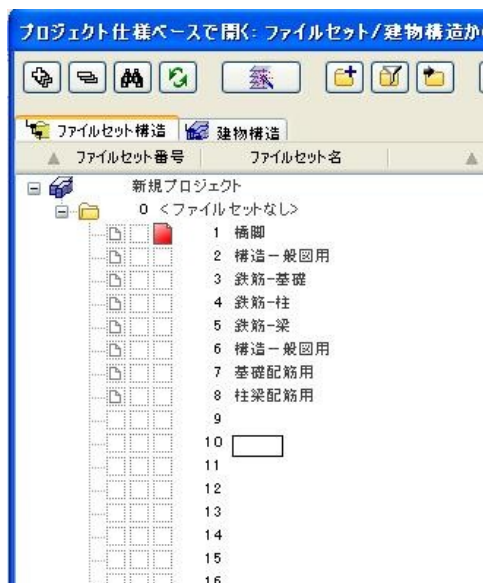 プロジェクト仕様ベースで開く: ファイルセット/建物構造か
ファイルセット構造 建物構造
ファイルセット番号 ファイルセット名
新規プロジェクト
0 <ファイルセットなし>
1 橋脚
2 構造一般図用
3 鉄筋-基礎
4 鉄筋-柱
5 鉄筋-梁
6 構造一般図用
7 基礎配筋用
8 柱梁配筋用
9
10
11
12
13
14
15
16